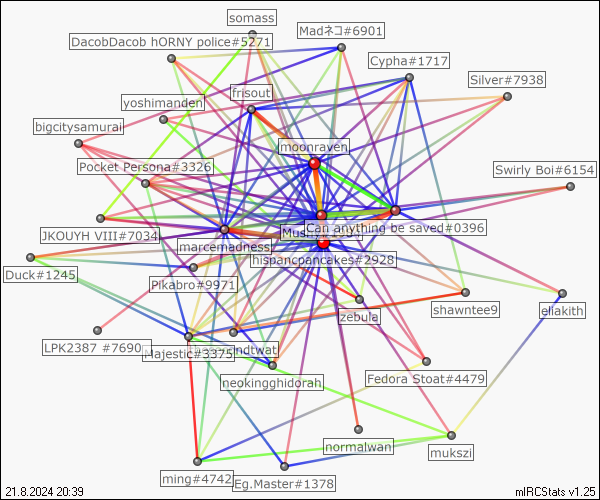 somass
Madネコ#6901
DacobDacob hORNY police#5271
Cypha#1717
Silver#7938
frisout
yoshimanden
bigcitysamurai
moonraven
Pocket Persona#3326
Swirly Boi#6154
Can anything be saved#0396
JKOUYH VIII#7034
marcemadness
hispancpancakes#2928
Duck#1245
Pikabro#9971
zebula
shawntee9
eliakith
LPK2387 #7690
Majestic#3375
neokingghidorah
Fedora Stoat#4479
normalwan
mukszi
ming#4742
Eg.Master#1378
21.8.2024 20:39
mIRCStats v1.25